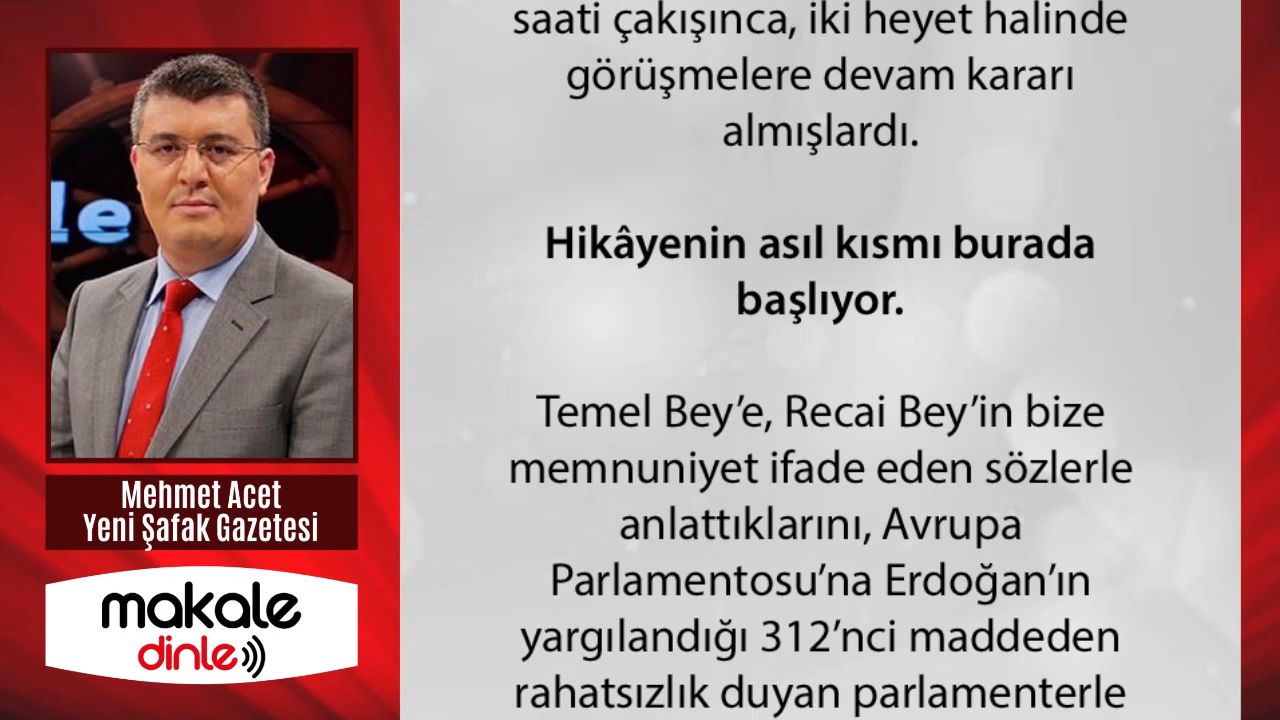 le
Mehmet Acet
Yeni Şafak Gazetesi
makale
dinle
saati çakışınca, iki heyet halinde
görüşmelere devam kararı
almışlardı.
Hikâyenin asıl kısmı burada
başlıyor.
Temel Bey’e, Recai Bey’in bize
memnuniyet ifade eden sözlerle
anlattıklarını, Avrupa
Parlamentosu’na Erdoğan’ın
yargılandığı 312’nci maddeden
rahatsızlık duyan parlamenterle